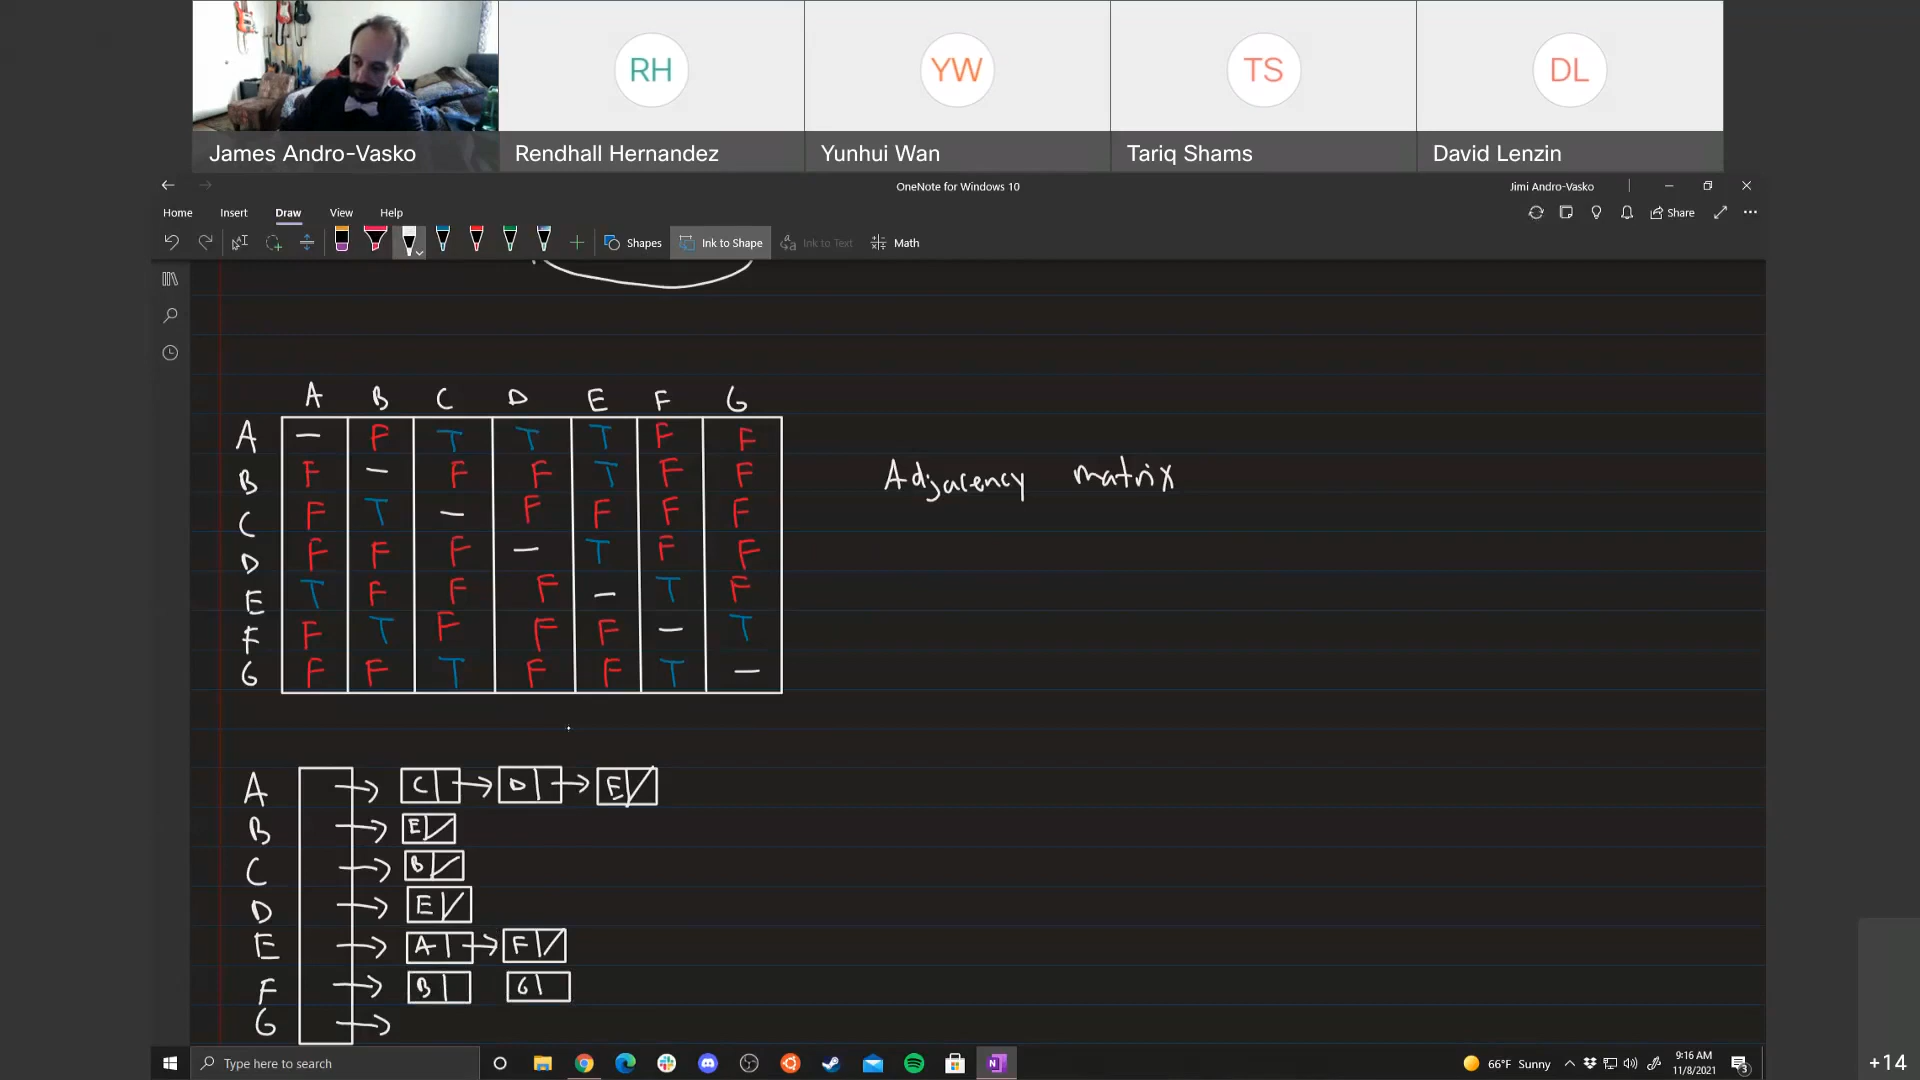 RH YW TS DL
James Andro-Vasko Rendhall Hernandez Yunhui Wan Tariq Shams David Lenzin
OneNote for Windows 10 Jimi Andro-Vasko
Home Insert Draw View Help Share
Shapes Ink to Shape Ink to Text Math
A B C D E F G
A — F T T T F F
B F — F F T F F
Adjacency matrix
C F T — F F F F
D F F F — T F F
E T F F F — T F
F F T F F F — T
G F F T F F T —
A → C → D → E
B → E
C → B
D → E
E → A → F
F → B G
G →
Type here to search 66°F Sunny 9:16 AM
11/8/2021 3
+14